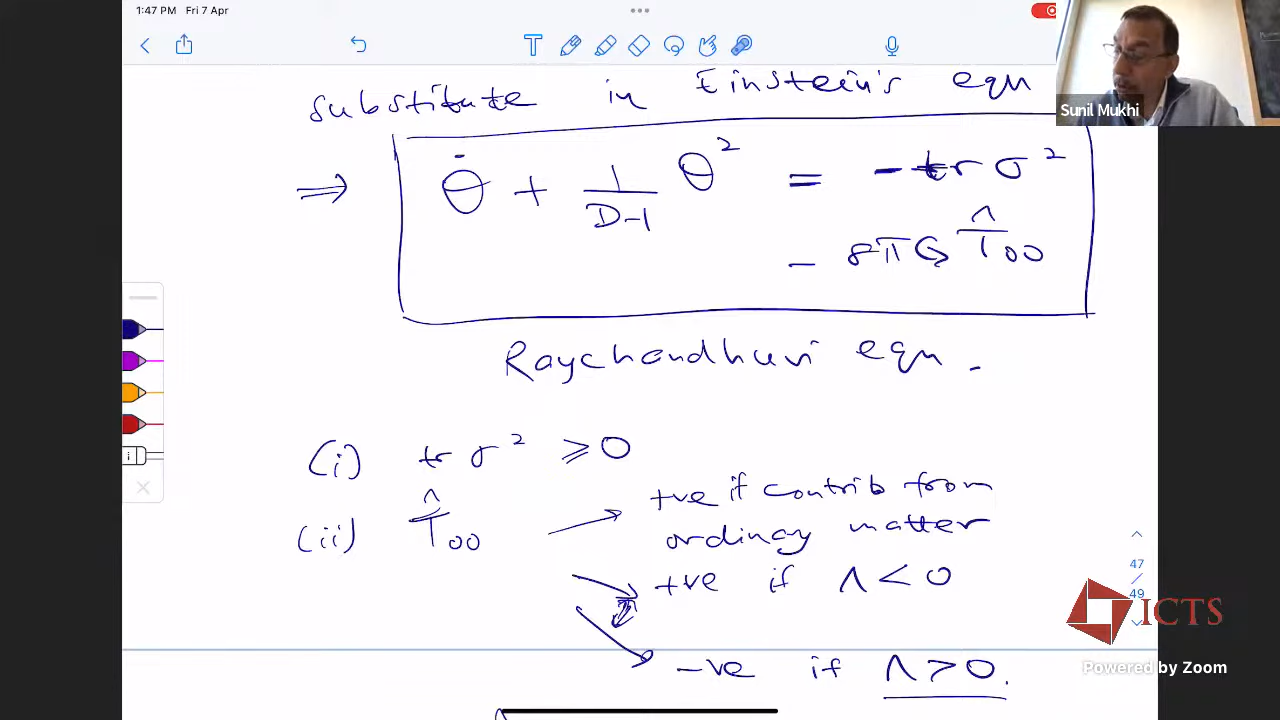 1:47 PM Fri 7 Apr
substitute in Einstein's equ
Sunil Mukhi
⇒ θ̇ + 1/(D-1) θ² = - tr σ²
- 8πG T̂₀₀
Raychaudhuri equ.
(i) tr σ² ⩾ 0
(ii) T̂₀₀ → +ve if contrib from
ordinary matter
+ve if Λ < 0
-ve if Λ > 0.
47
/
49
ICTS
Powered by Zoom